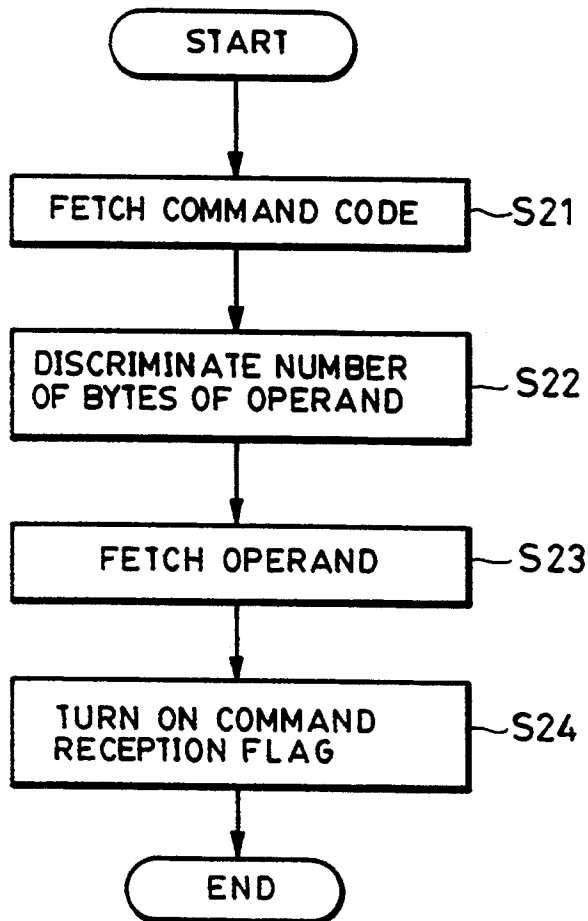 START
FETCH COMMAND CODE
S21
DISCRIMINATE NUMBER
OF BYTES OF OPERAND
S22
FETCH OPERAND
S23
TURN ON COMMAND
RECEPTION FLAG
S24
END